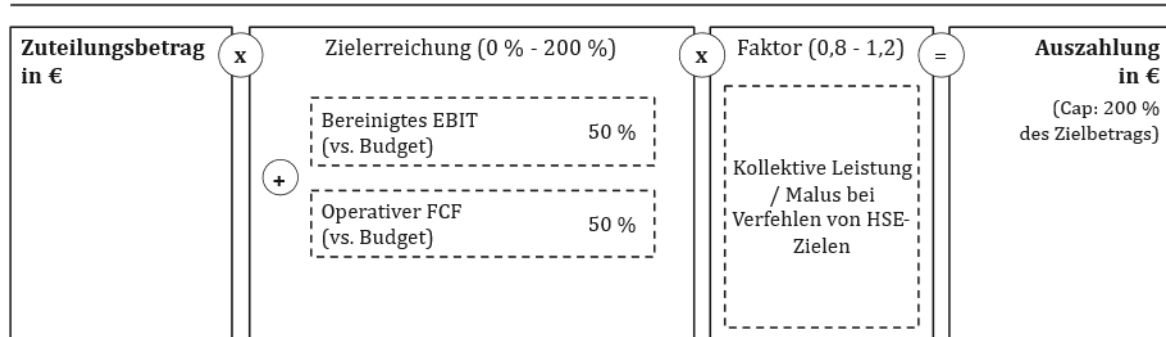 Zuteilungsbetrag
in €
x
Zielerreichung (0 % - 200 %)
Bereinigtes EBIT
(vs. Budget)
50 %
+
Operativer FCF
(vs. Budget)
50 %
x
Faktor (0,8 - 1,2)
Kollektive Leistung
/ Malus bei
Verfehlen von HSE-
Zielen
=
Auszahlung
in €
(Cap: 200 %
des Zielbetrags)